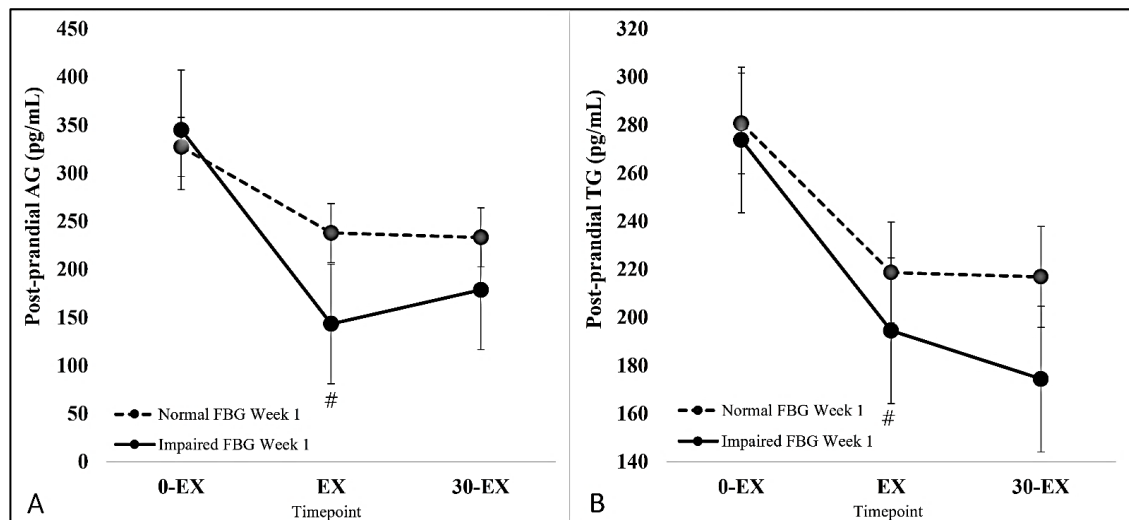 Post-prandial AG (pg/mL)
450
400
350
300
250
200
150
100
50
0
#
Normal FBG Week 1
Impaired FBG Week 1
A
0-EX EX 30-EX
Timepoint
Post-prandial TG (pg/mL)
320
300
280
260
240
220
200
180
160
140
#
Normal FBG Week 1
Impaired FBG Week 1
B
0-EX EX 30-EX
Timepoint